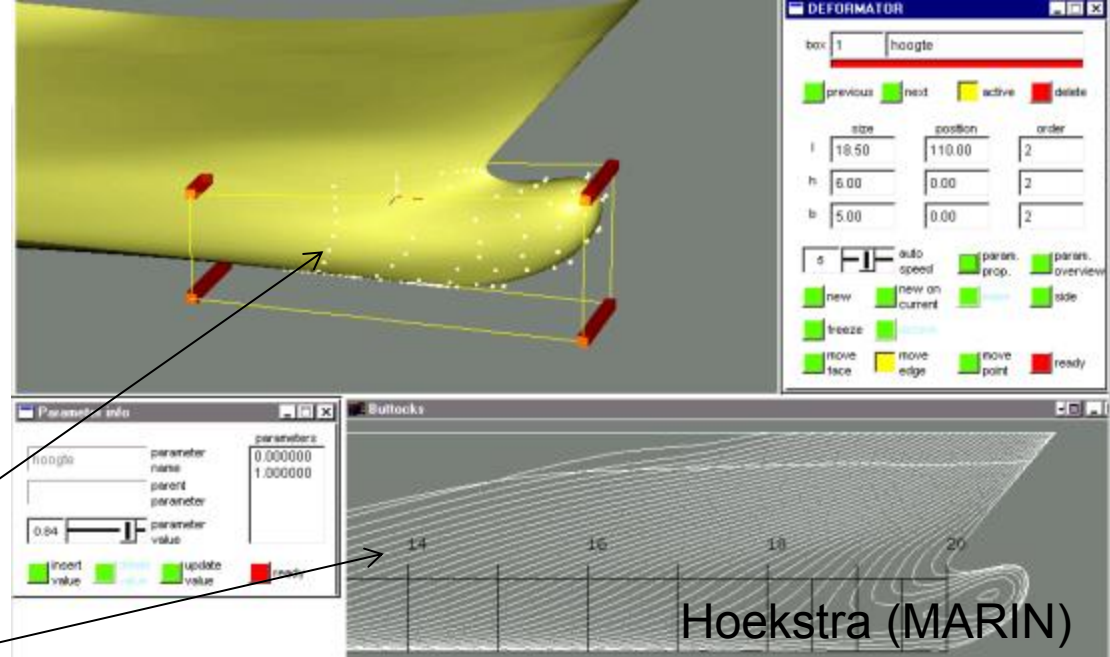 DEFORMATOR
box 1 hoogte
previous next active delete
size position order
l 18.50 110.00 2
h 6.00 0.00 2
b 5.00 0.00 2
6 auto speed param. prop. param. overview
new new on current side
freeze
move face move edge move point ready
Parameter info
hoogte parameter name
parent parameter
0.84 parameter value
insert value update value ready
parameters
0.000000
1.000000
Buttocks
14 16 18 20
Hoekstra (MARIN)